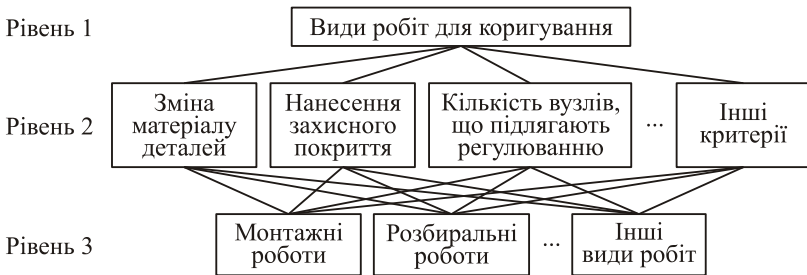 Рівень 1
Види робіт для коригування
Рівень 2
Зміна
матеріалу
деталей
Нанесення
захисного
покриття
Кількість вузлів,
що підлягають
регулюванню
...
Інші
критерії
Рівень 3
Монтажні
роботи
Розбиральні
роботи
...
Інші
види робіт